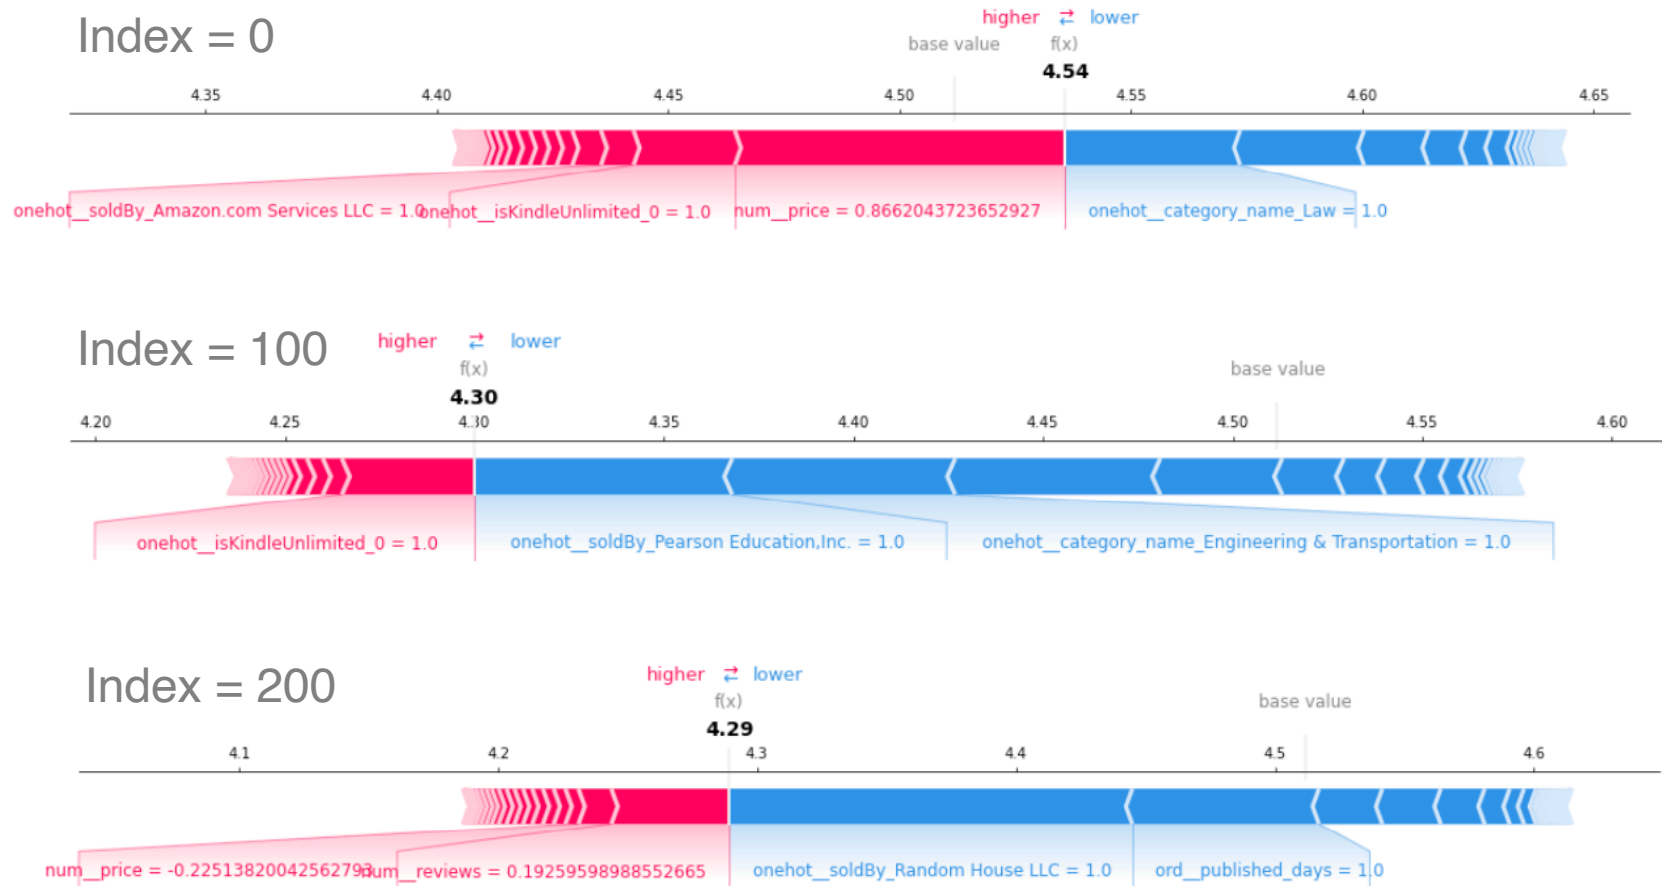 Index = 0
higher ⇄ lower
base value f(x)
4.54
4.35 4.40 4.45 4.50 4.55 4.60 4.65
onehot__soldBy_Amazon.com Services LLC = 1.0 onehot__isKindleUnlimited_0 = 1.0 num__price = 0.8662043723652927 onehot__category_name_Law = 1.0
Index = 100
higher ⇄ lower
f(x) base value
4.30
4.20 4.25 4.30 4.35 4.40 4.45 4.50 4.55 4.60
onehot__isKindleUnlimited_0 = 1.0 onehot__soldBy_Pearson Education,Inc. = 1.0 onehot__category_name_Engineering & Transportation = 1.0
Index = 200
higher ⇄ lower
f(x) base value
4.29
4.1 4.2 4.3 4.4 4.5 4.6
num__price = -0.22513820042562793 num__reviews = 0.19259598988552665 onehot__soldBy_Random House LLC = 1.0 ord__published_days = 1.0